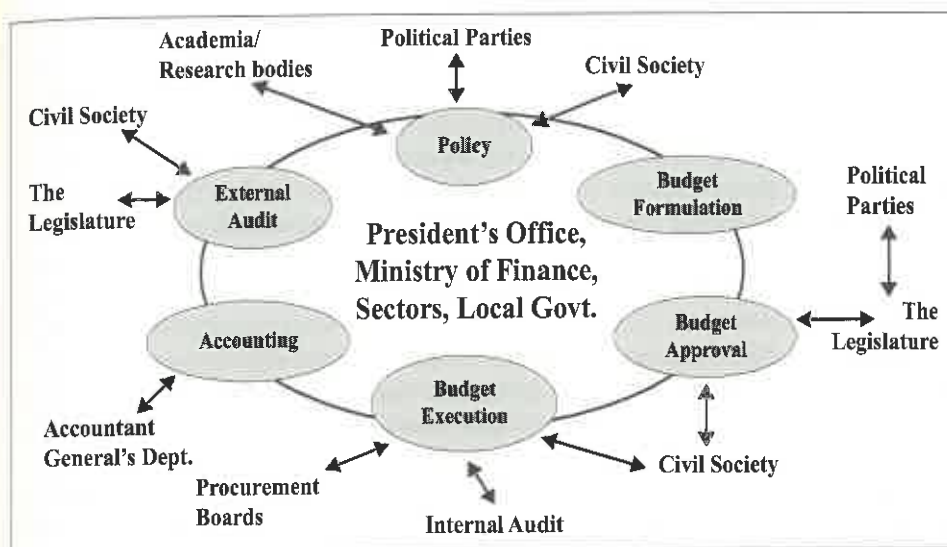 Academia/
Research bodies
Political Parties
Civil Society
Civil Society
Policy
The
Legislature
External
Audit
Budget
Formulation
Political
Parties
President's Office,
Ministry of Finance,
Sectors, Local Govt.
Accounting
Budget
Approval
The
Legislature
Budget
Execution
Accountant
General's Dept.
Civil Society
Procurement
Boards
Internal Audit